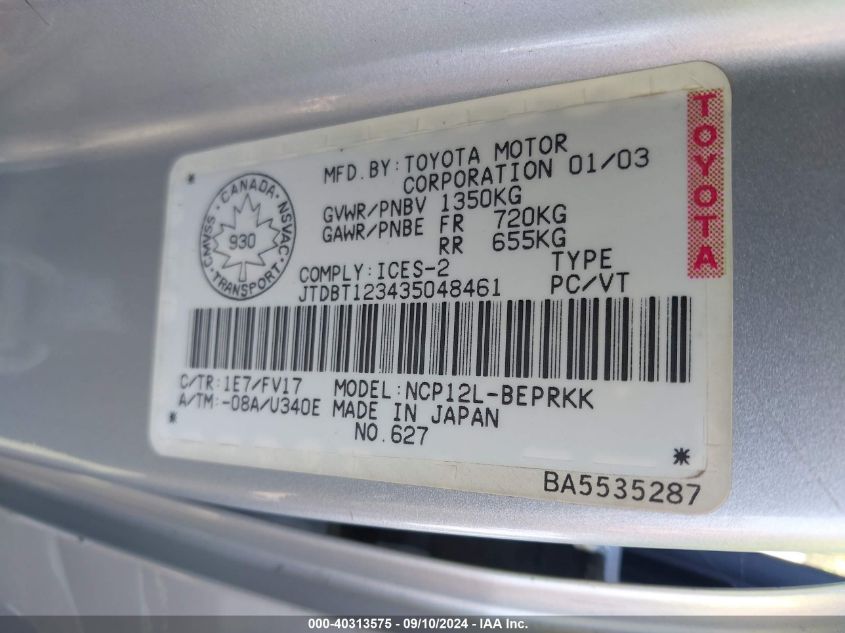 MFD.BY:TOYOTA MOTOR
CORPORATION 01/03
GVWR/PNBV 1350KG
GAWR/PNBE FR 720KG
RR 655KG
CANADA
CMVSS NSVAC
930
TRANSPORT
COMPLY:ICES-2 TYPE
JTDBT123435048461 PC/VT
TOYOTA
C/TR:1E7/FV17 MODEL:NCP12L-BEPRKK
A/TM:-08A/U340E MADE IN JAPAN
NO.627
BA5535287
000-40313575 - 09/10/2024 - IAA Inc.